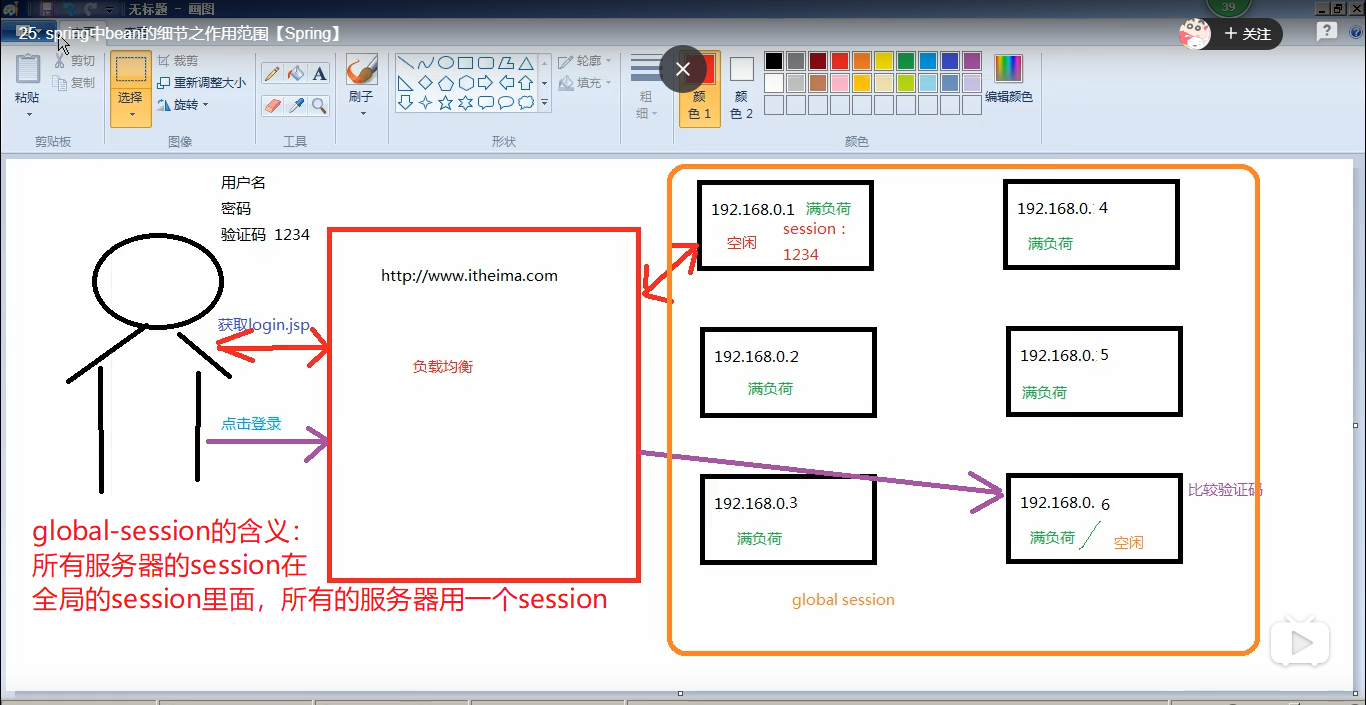 无标题 - 画图
39
25. spring中bean的细节之作用范围【Spring】
+ 关注
粘贴
剪切
复制
剪贴板
选择
裁剪
重新调整大小
旋转
图像
A
工具
刷子
轮廓
填充
形状
粗
细
颜
色 1
颜
色 2
编辑颜色
颜色
用户名
密码
验证码 1234
http://www.itheima.com
获取login.jsp
负载均衡
点击登录
192.168.0.1 满负荷
空闲
session：
1234
192.168.0. 4
满负荷
192.168.0.2
满负荷
192.168.0. 5
满负荷
192.168.0.3
满负荷
192.168.0. 6
满负荷
空闲
比较验证码
global session
global-session的含义：
所有服务器的session在
全局的session里面，所有的服务器用一个session